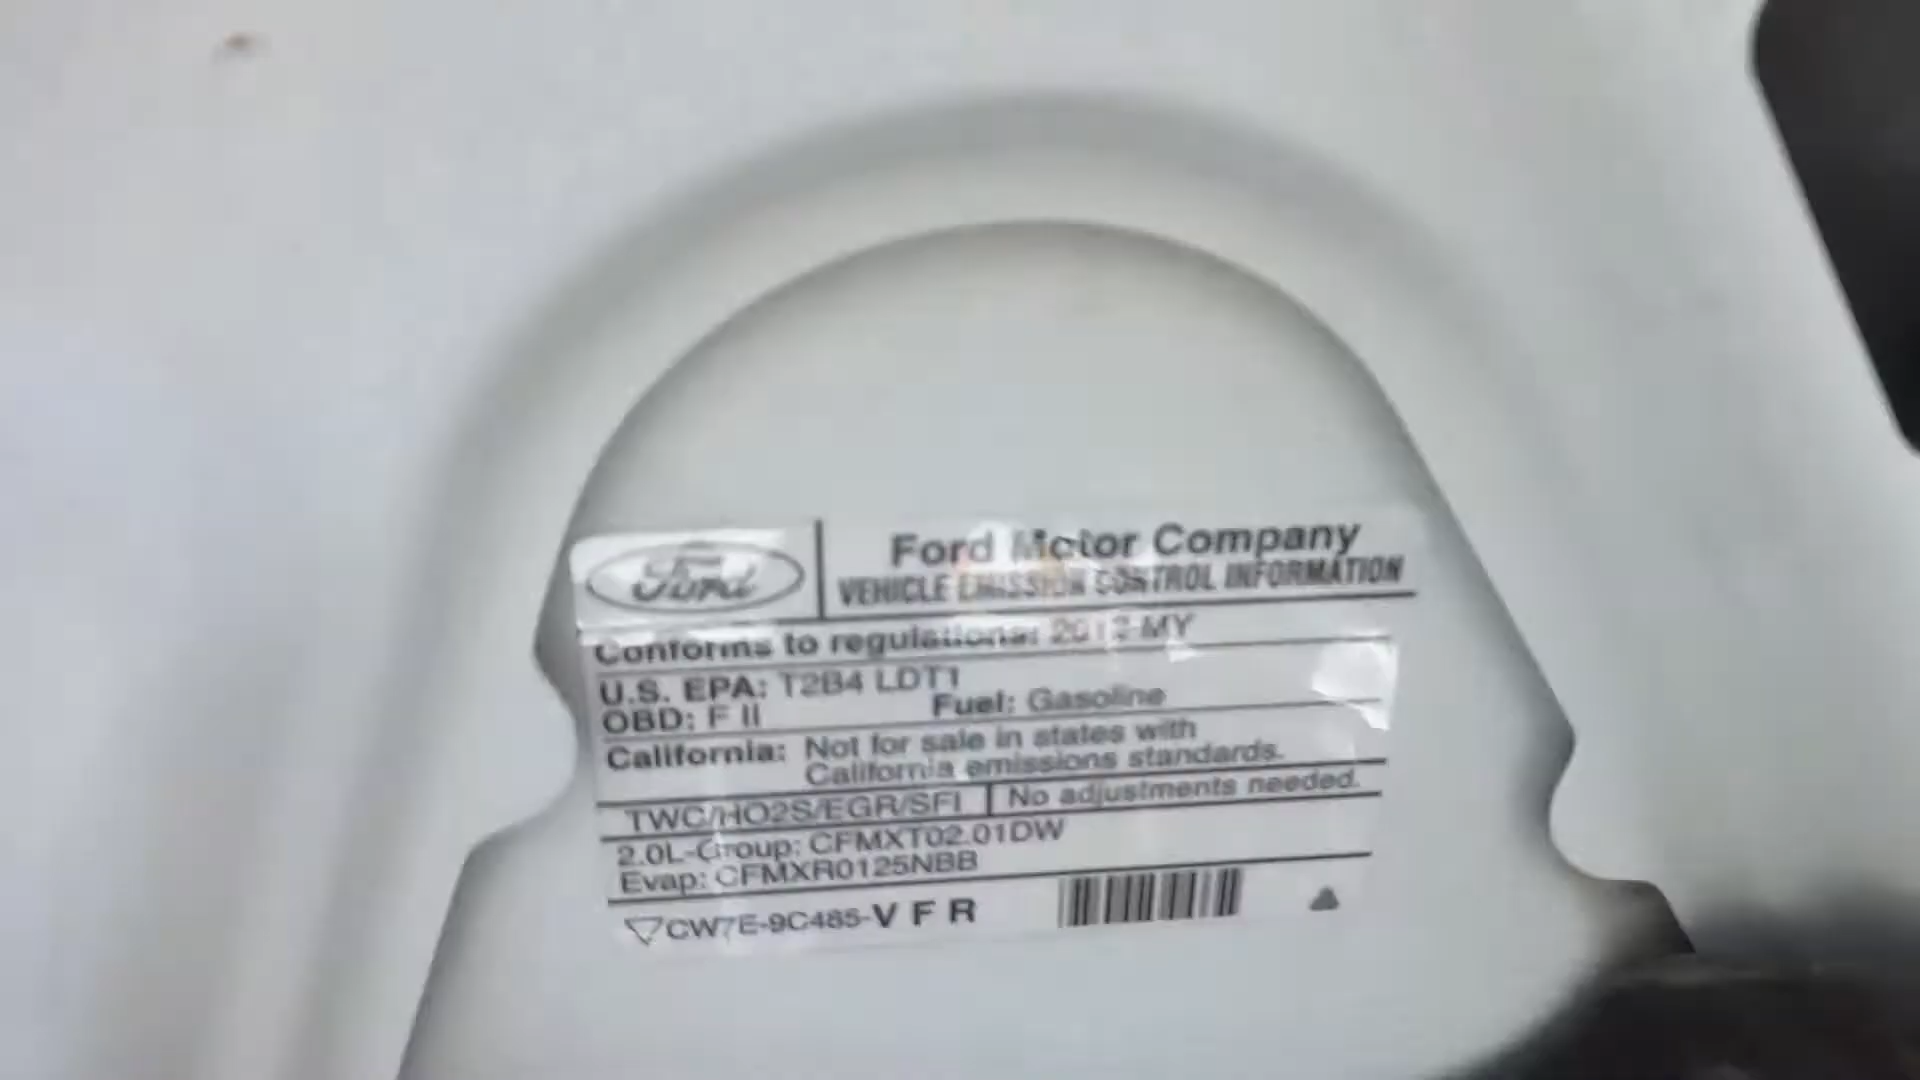 Ford
Ford Motor Company
VEHICLE EMISSION CONTROL INFORMATION
Conforms to regulations: 2012 MY
U.S. EPA: T2B4 LDT1
OBD: F II Fuel: Gasoline
California: Not for sale in states with
California emissions standards.
TWC/HO2S/EGR/SFI No adjustments needed.
2.0L-Group: CFMXT02.01DW
Evap: CFMXR0125NBB
CW7E-9C485-V F R